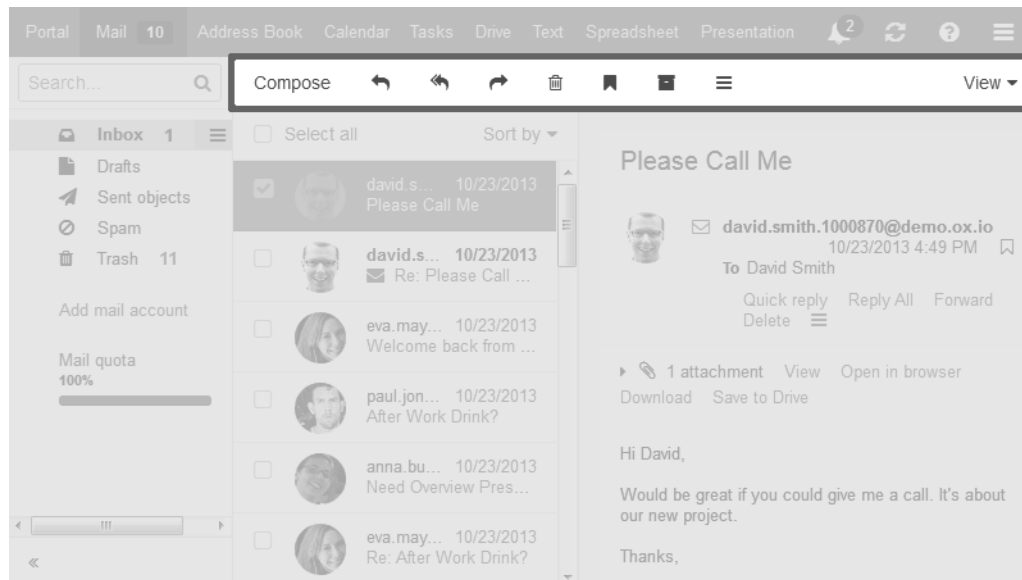 Portal Mail 10 Address Book Calendar Tasks Drive Text Spreadsheet Presentation 2
Search...
Compose View
Inbox 1
Drafts
Sent objects
Spam
Trash 11
Add mail account
Mail quota
100%
Select all Sort by
david.s... 10/23/2013
Please Call Me
david.s... 10/23/2013
Re: Please Call ...
eva.may... 10/23/2013
Welcome back from ...
paul.jon... 10/23/2013
After Work Drink?
anna.bu... 10/23/2013
Need Overview Pres...
eva.may... 10/23/2013
Re: After Work Drink?
Please Call Me
david.smith.1000870@demo.ox.io
10/23/2013 4:49 PM
To David Smith
Quick reply Reply All Forward
Delete
1 attachment View Open in browser
Download Save to Drive
Hi David,
Would be great if you could give me a call. It's about
our new project.
Thanks,